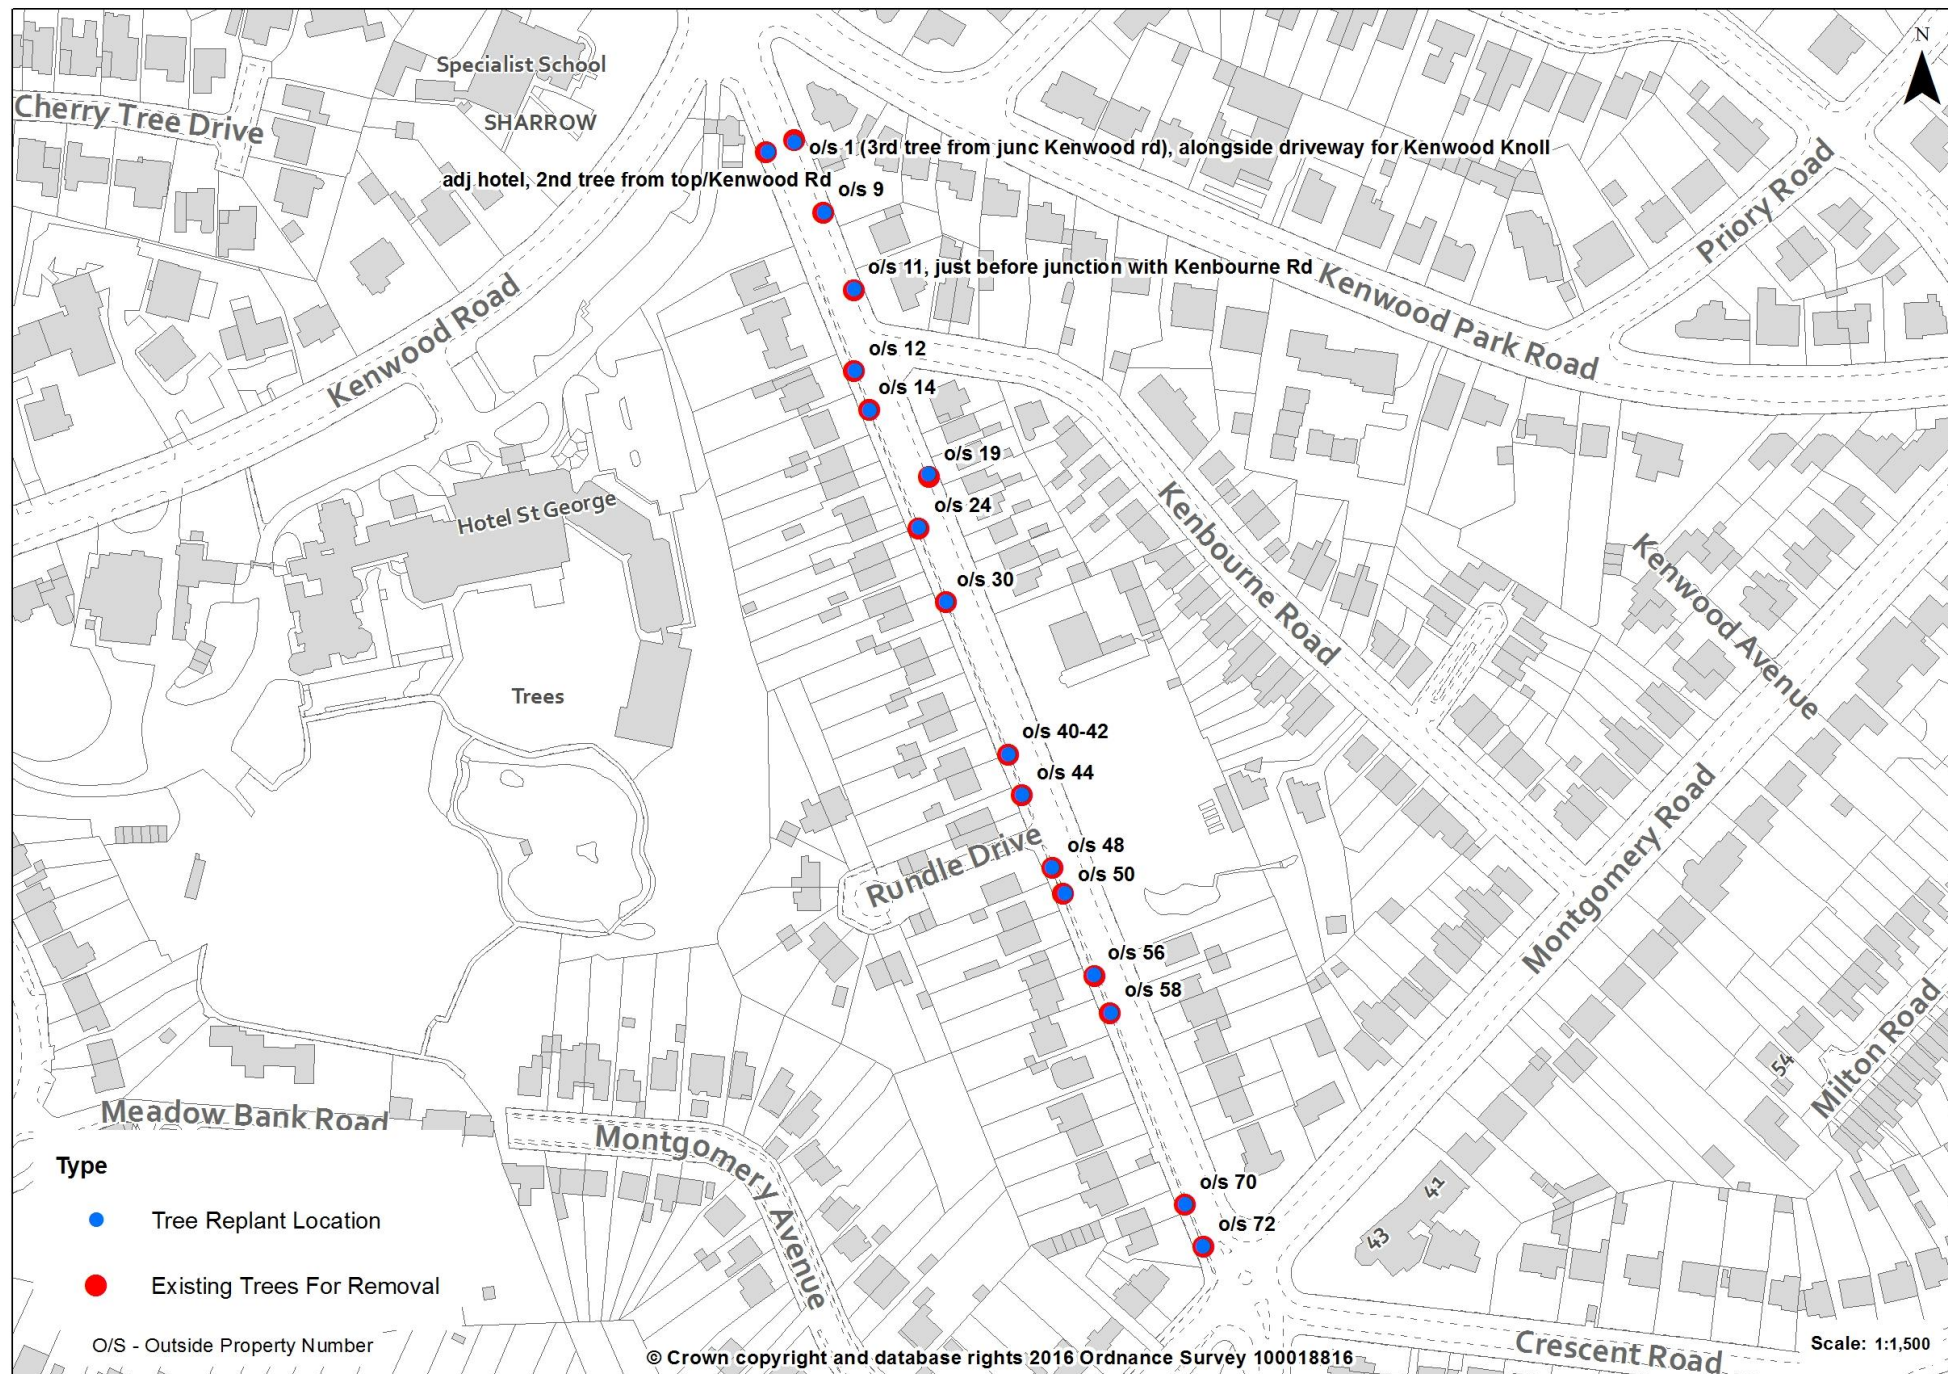 N
Specialist School
Cherry Tree Drive
SHARROW
o/s 1 (3rd tree from junc Kenwood rd), alongside driveway for Kenwood Knoll
adj hotel, 2nd tree from top/Kenwood Rd
o/s 9
Priory Road
o/s 11, just before junction with Kenbourne Rd
Kenwood Park Road
Kenwood Road
o/s 12
o/s 14
o/s 19
o/s 24
Hotel St George
Kenbourne Road
Kenwood Avenue
o/s 30
Trees
o/s 40-42
o/s 44
Rundle Drive
o/s 48
o/s 50
Montgomery Road
o/s 56
o/s 58
54
Milton Road
Meadow Bank Road
Montgomery Avenue
o/s 70
o/s 72
41
43
Type
Tree Replant Location
Existing Trees For Removal
O/S - Outside Property Number
© Crown copyright and database rights 2016 Ordnance Survey 100018816
Crescent Road
Scale: 1:1,500